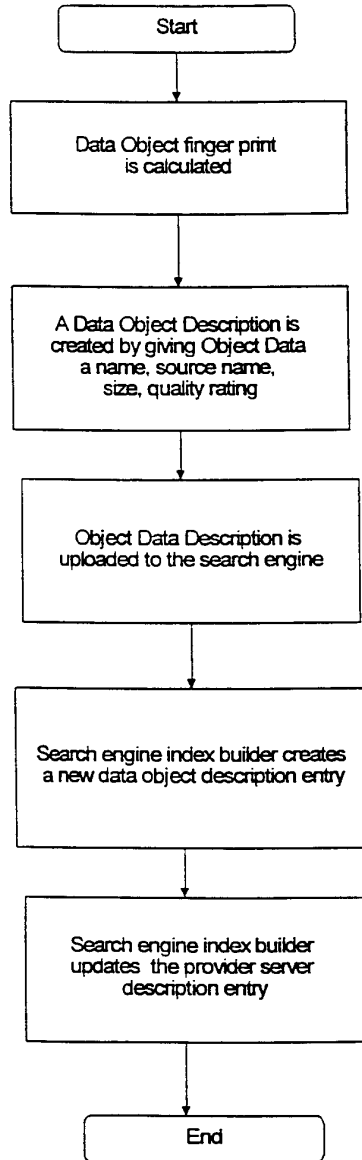 Start
Data Object finger print
is calculated
A Data Object Description is
created by giving Object Data
a name, source name,
size, quality rating
Object Data Description is
uploaded to the search engine
Search engine index builder creates
a new data object description entry
Search engine index builder
updates the provider server
description entry
End